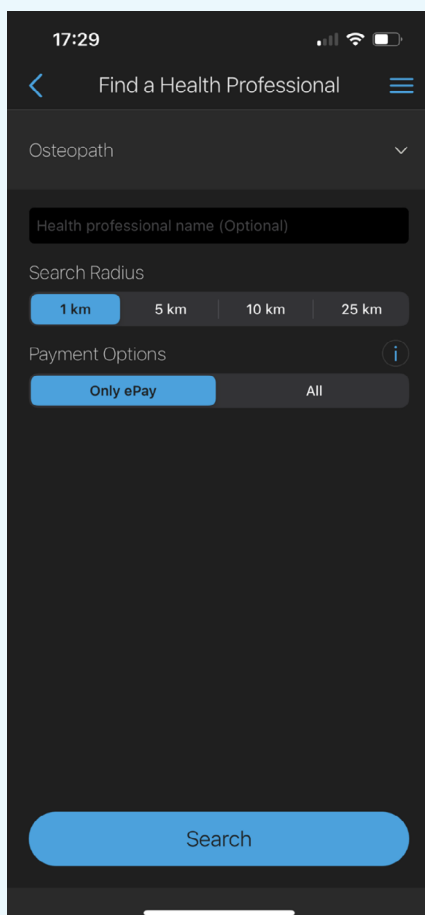 17:29
Find a Health Professional
Osteopath
Health professional name (Optional)
Search Radius
1 km 5 km 10 km 25 km
Payment Options i
Only ePay All
Search